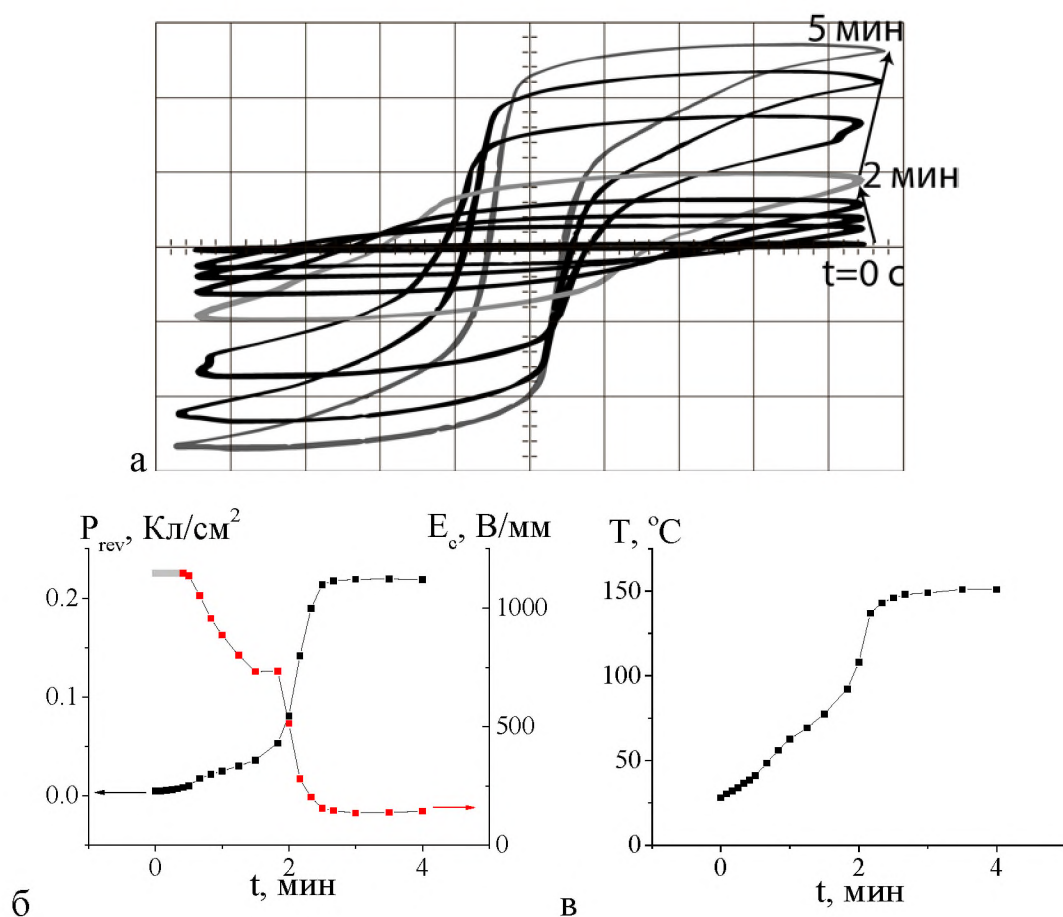 5 мин
2 мин
t=0 с
а
P_rev, Кл/см²
E_c, В/мм
0.2
0.1
0.0
1000
500
0
0 2 4
t, мин
б
T, °C
150
100
50
0
0 2 4
t, мин
в